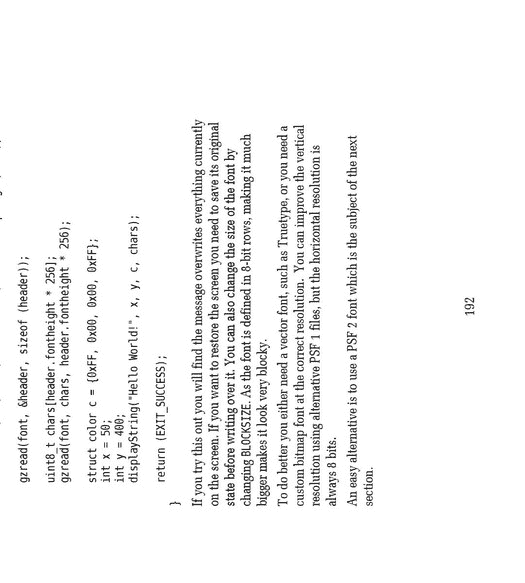 gzread(font, &header, sizeof (header));
uint8_t chars[header.fontheight * 256];
gzread(font, chars, header.fontheight * 256);
struct color c = {0xFF, 0x00, 0x00, 0xFF};
int x = 50;
int y = 400;
displayString("Hello World!", x, y, c, chars);
return (EXIT_SUCCESS);
}
If you try this out you will find the message overwrites everything currently
on the screen. If you want to restore the screen you need to save its original
state before writing over it. You can also change the size of the font by
changing BLOCKSIZE. As the font is defined in 8-bit rows, making it much
bigger makes it look very blocky.
To do better you either need a vector font, such as Truetype, or you need a
custom bitmap font at the correct resolution. You can improve the vertical
resolution using alternative PSF 1 files, but the horizontal resolution is
always 8 bits.
An easy alternative is to use a PSF 2 font which is the subject of the next
section.
192